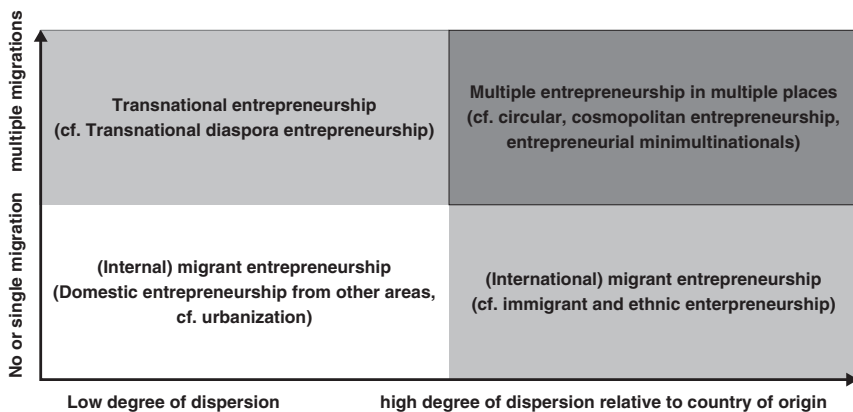 multiple migrations
Transnational entrepreneurship
(cf. Transnational diaspora entrepreneurship)
Multiple entrepreneurship in multiple places
(cf. circular, cosmopolitan entrepreneurship,
entrepreneurial minimultinationals)
No or single migration
(Internal) migrant entrepreneurship
(Domestic entrepreneurship from other areas,
cf. urbanization)
(International) migrant entrepreneurship
(cf. immigrant and ethnic enterpreneurship)
Low degree of dispersion
high degree of dispersion relative to country of origin